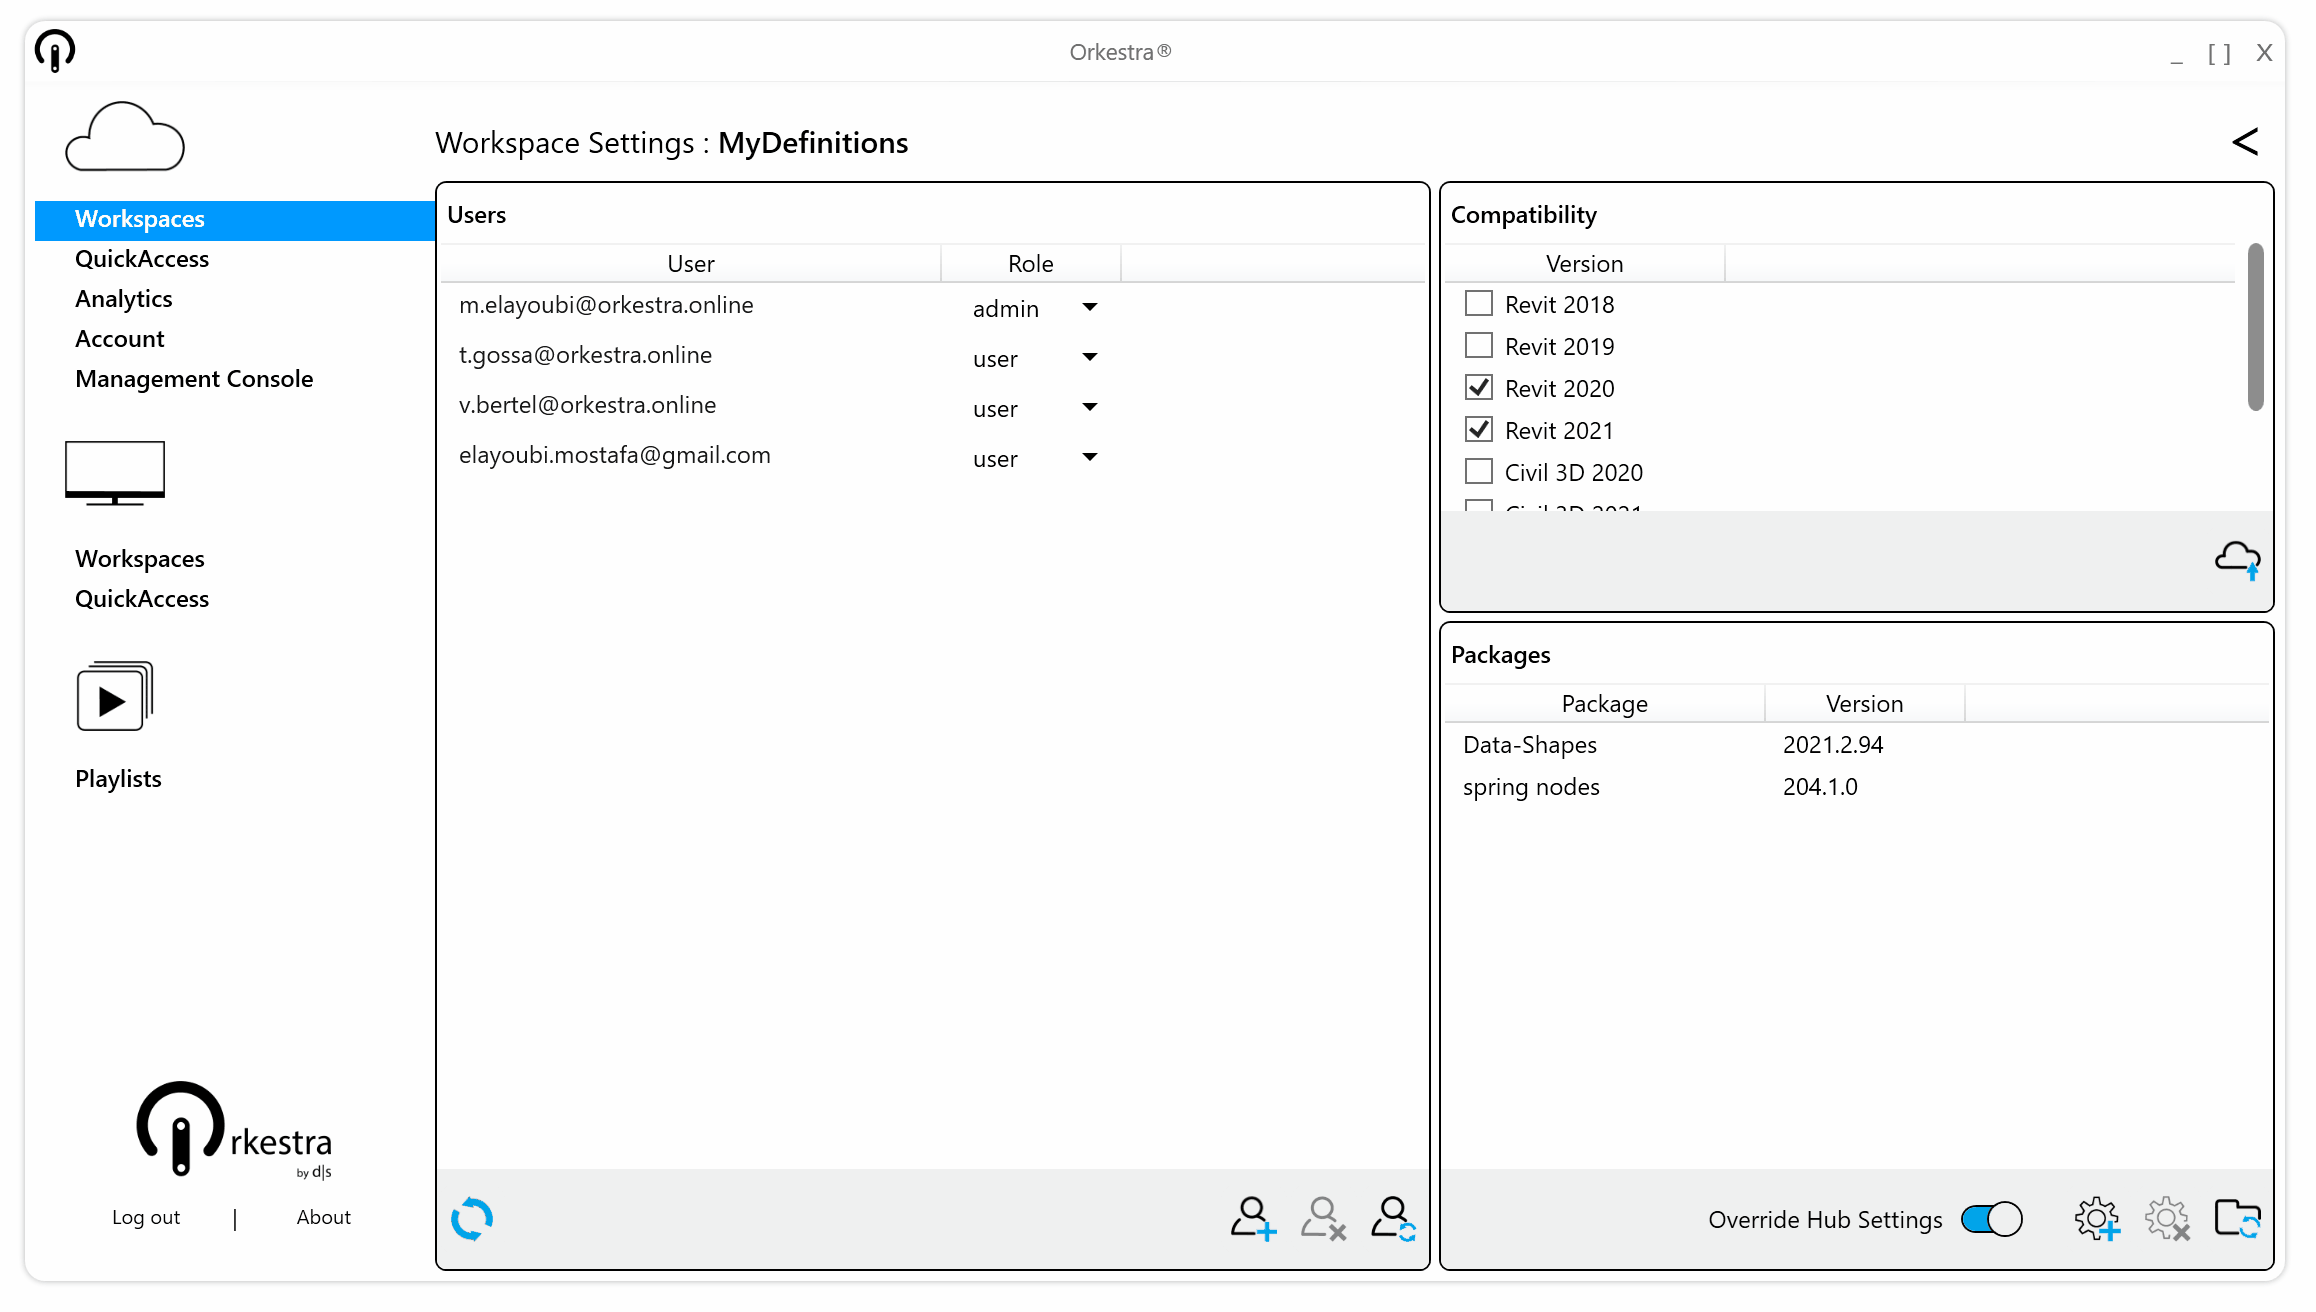 Orkestra®
_ [ ] X
Workspace Settings : MyDefinitions
<
Workspaces
QuickAccess
Analytics
Account
Management Console
Workspaces
QuickAccess
Playlists
rkestra
by d|s
Log out | About
Users
User Role
m.elayoubi@orkestra.online admin
t.gossa@orkestra.online user
v.bertel@orkestra.online user
elayoubi.mostafa@gmail.com user
Compatibility
Version
Revit 2018
Revit 2019
Revit 2020
Revit 2021
Civil 3D 2020
Civil 3D 2021
Packages
Package Version
Data-Shapes 2021.2.94
spring nodes 204.1.0
Override Hub Settings